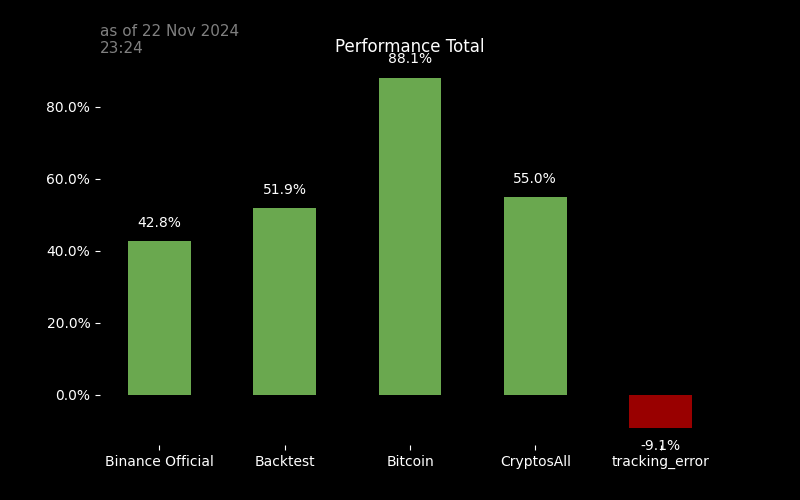 as of 22 Nov 2024
23:24
Performance Total
88.1%
80.0%
60.0%
55.0%
51.9%
42.8%
40.0%
20.0%
0.0%
-9.1%
Binance Official
Backtest
Bitcoin
CryptosAll
tracking_error